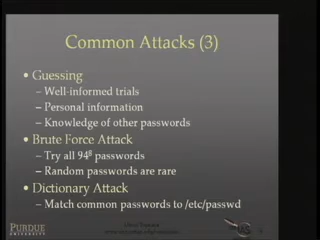 Common Attacks (3)
• Guessing
– Well-informed trials
– Personal information
– Knowledge of other passwords
• Brute Force Attack
– Try all 94⁸ passwords
– Random passwords are rare
• Dictionary Attack
– Match common passwords to /etc/passwd
PURDUE
UNIVERSITY